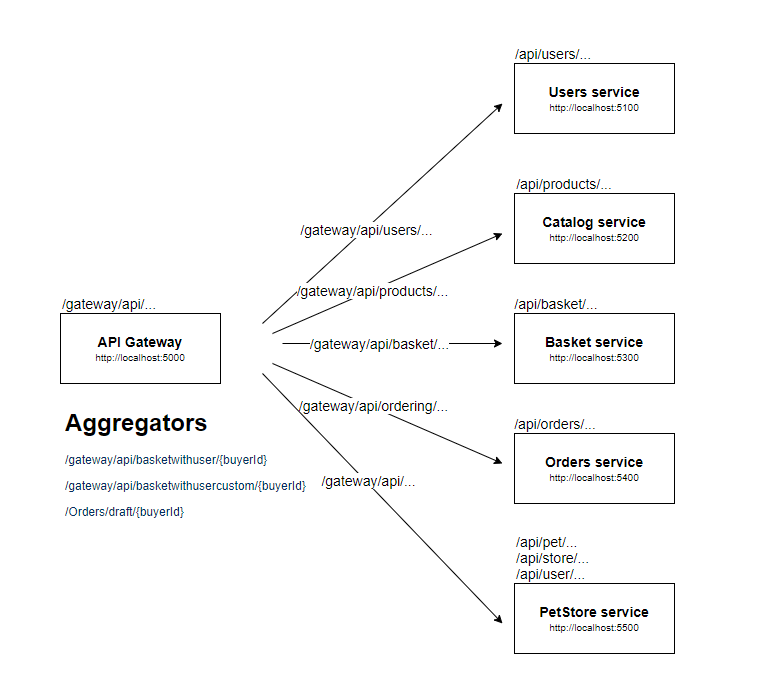 /api/users/...
Users service
http://localhost:5100
/api/products/...
Catalog service
http://localhost:5200
/gateway/api/users/...
/gateway/api/products/...
/gateway/api/...
API Gateway
http://localhost:5000
/gateway/api/basket/...
/api/basket/...
Basket service
http://localhost:5300
/gateway/api/ordering/...
/api/orders/...
Orders service
http://localhost:5400
Aggregators
/gateway/api/basketwithuser/{buyerId}
/gateway/api/basketwithusercustom/{buyerId}
/Orders/draft/{buyerId}
/gateway/api/...
/api/pet/...
/api/store/...
/api/user/...
PetStore service
http://localhost:5500